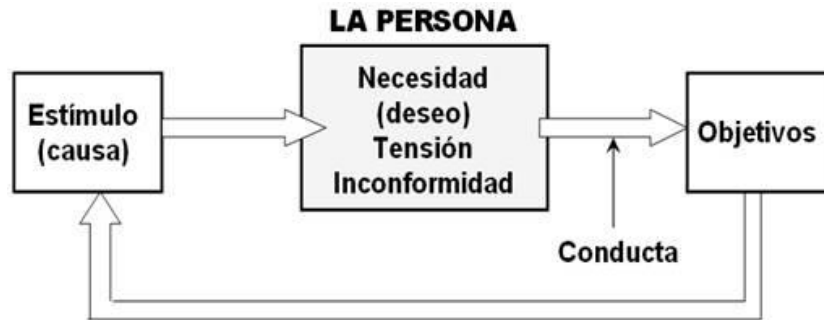 LA PERSONA
Estímulo
(causa)
Necesidad
(deseo)
Tensión
Inconformidad
Objetivos
Conducta